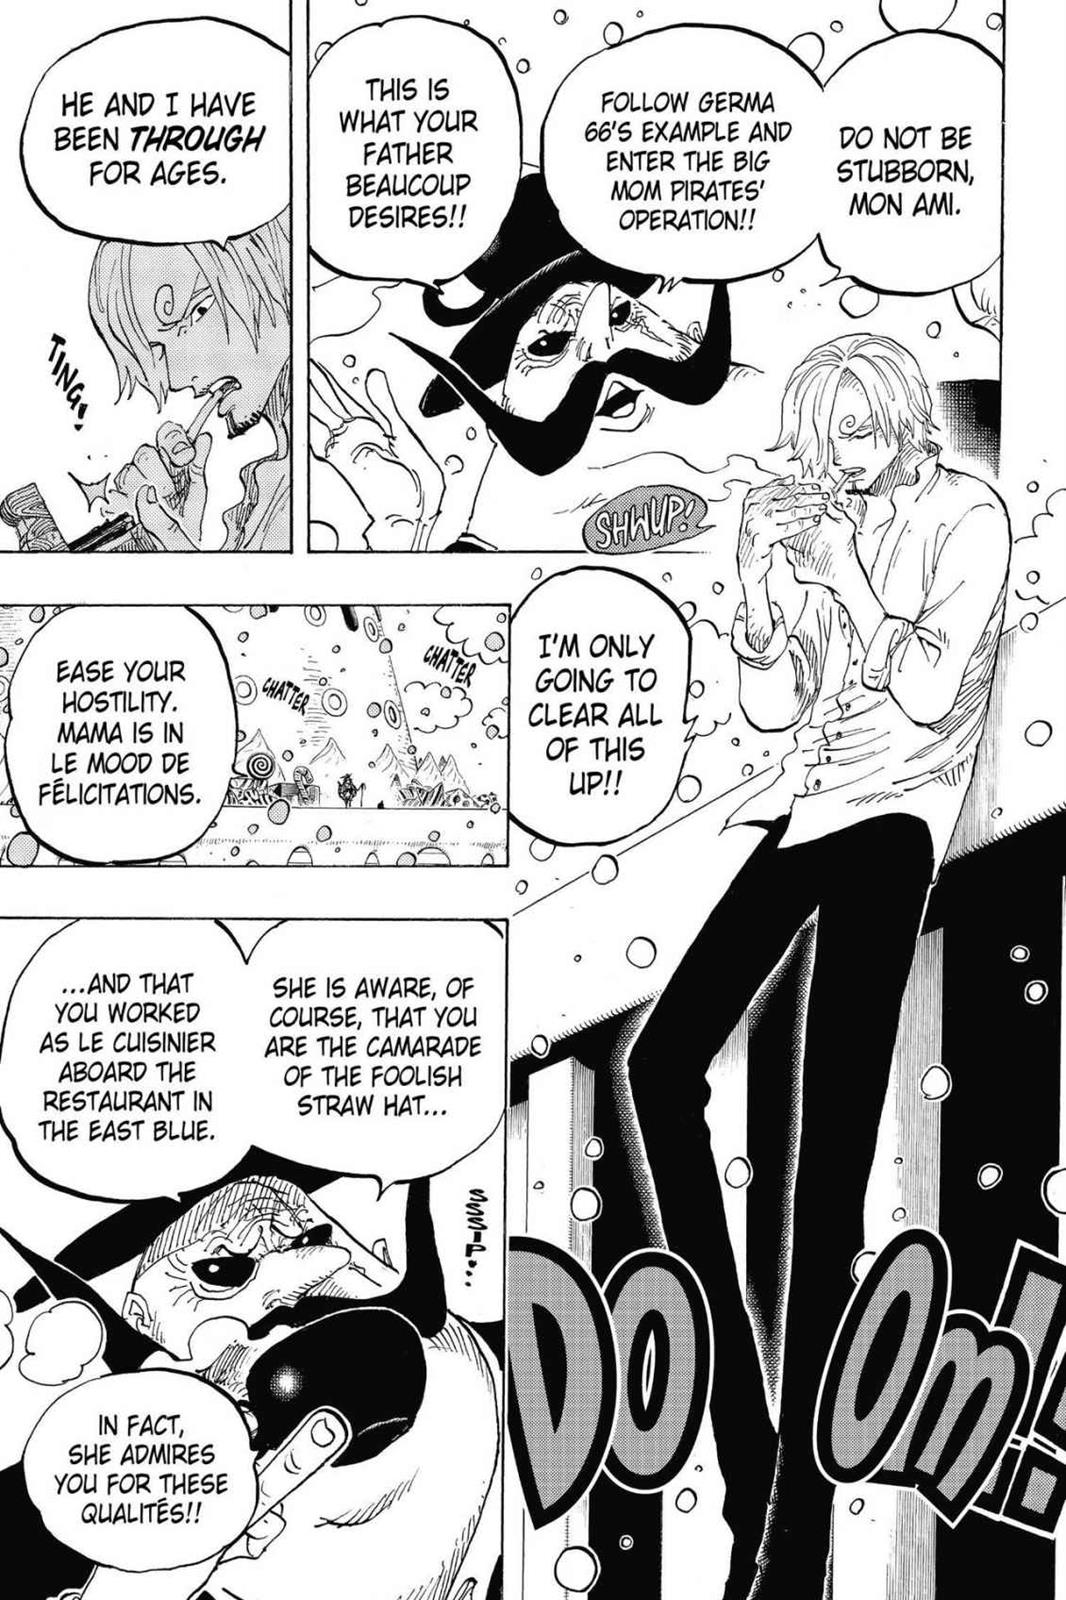 DO NOT BE
STUBBORN,
MON AMI.
FOLLOW GERMA
66'S EXAMPLE AND
ENTER THE BIG
MOM PIRATES'
OPERATION!!
THIS IS
WHAT YOUR
FATHER
BEAUCOUP
DESIRES!!
SHWUP!
HE AND I HAVE
BEEN THROUGH
FOR AGES.
TING!
I'M ONLY
GOING TO
CLEAR ALL
OF THIS
UP!!
DOOM!!
CHATTER
CHATTER
EASE YOUR
HOSTILITY.
MAMA IS IN
LE MOOD DE
FÉLICITATIONS.
SHE IS AWARE, OF
COURSE, THAT YOU
ARE THE CAMARADE
OF THE FOOLISH
STRAW HAT...
...AND THAT
YOU WORKED
AS LE CUISINIER
ABOARD THE
RESTAURANT IN
THE EAST BLUE.
SSSIP...
IN FACT,
SHE ADMIRES
YOU FOR THESE
QUALITÉS!!